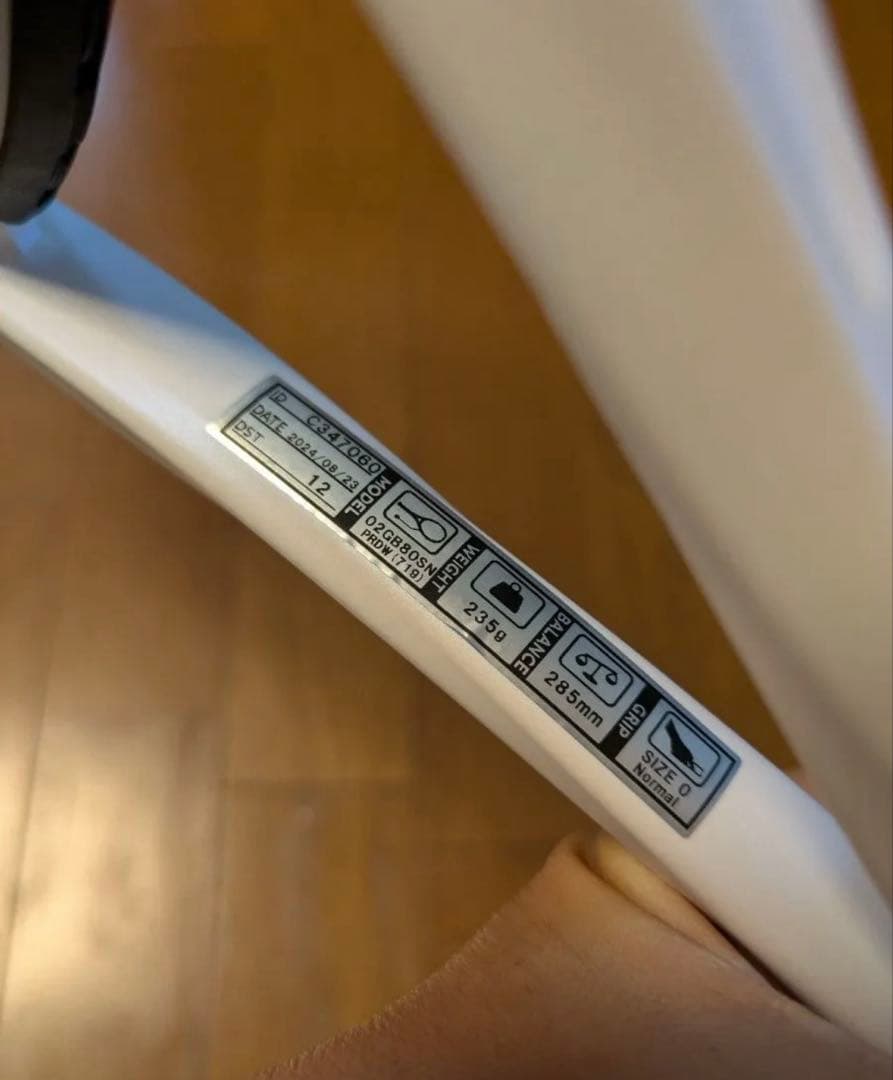 ID C347060
DATE 2024/08/23
DST 12
MODEL
02GB80SN
PRDW(719)
WEIGHT
235g
BALANCE
285mm
GRIP
SIZE 0
Normal